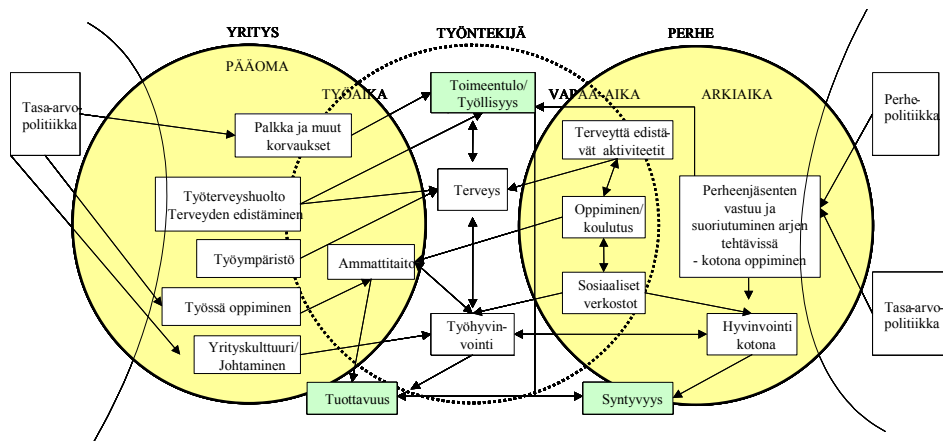 YRITYS
TYÖNTEKIJÄ
PERHE
PÄÄOMA
TYÖAIKA
VAPAA-AIKA
ARKIAIKA
Tasa-arvo-
politiikka
Palkka ja muut
korvaukset
Työterveyshuolto
Terveyden edistäminen
Työympäristö
Työssä oppiminen
Yrityskulttuuri/
Johtaminen
Ammattitaito
Tuottavuus
Toimeentulo/
Työllisyys
Terveys
Työhyvin-
vointi
Terveyttä edistä-
vät aktiviteetit
Oppiminen/
koulutus
Sosiaaliset
verkostot
Syntyvyys
Perheenjäsenten
vastuu ja
suoriutuminen arjen
tehtävissä
- kotona oppiminen
Hyvinvointi
kotona
Perhe-
politiikka
Tasa-arvo-
politiikka